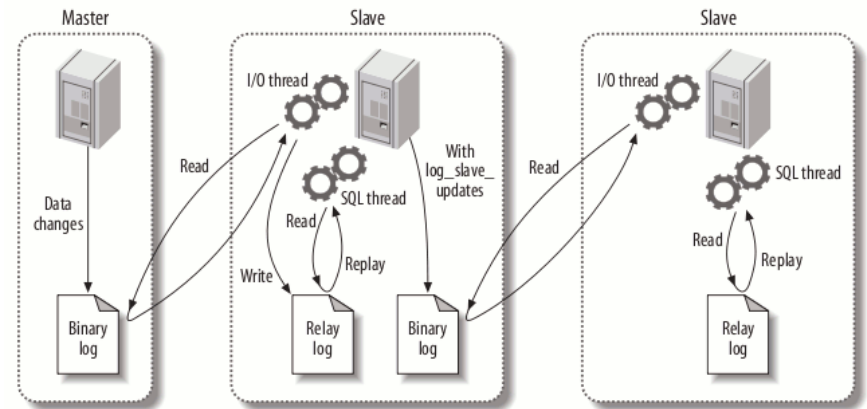 Master
Slave
Slave
I/O thread
I/O thread
Read
With
log_slave_
updates
Read
Data
changes
SQL thread
SQL thread
Read
Read
Write
Replay
Replay
Binary
log
Relay
log
Binary
log
Relay
log